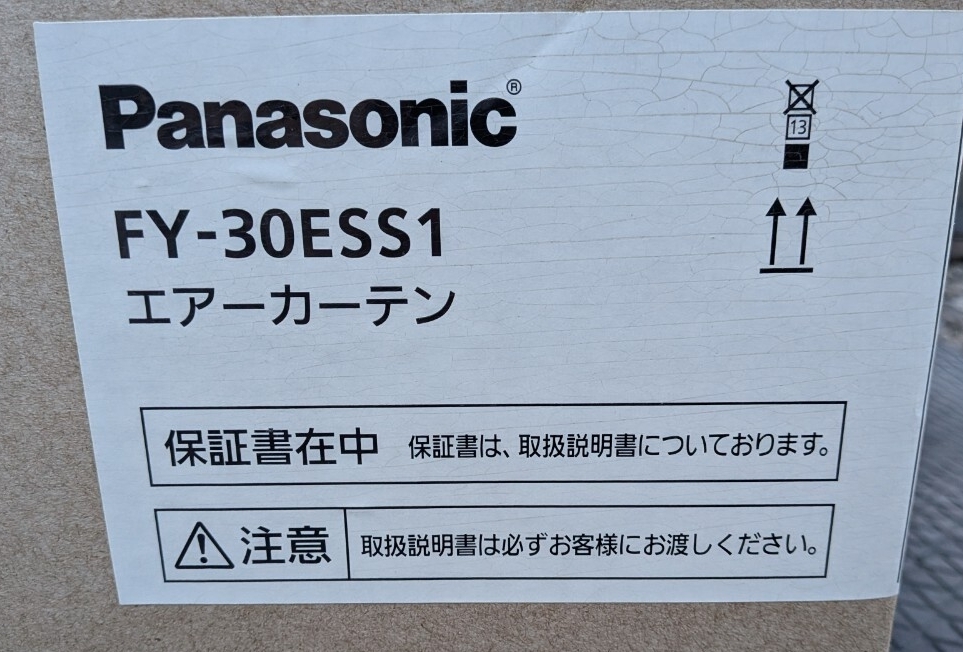 Panasonic®
13
FY-30ESS1
エアーカーテン
保証書在中 保証書は、取扱説明書についております。
注意 取扱説明書は必ずお客様にお渡しください。